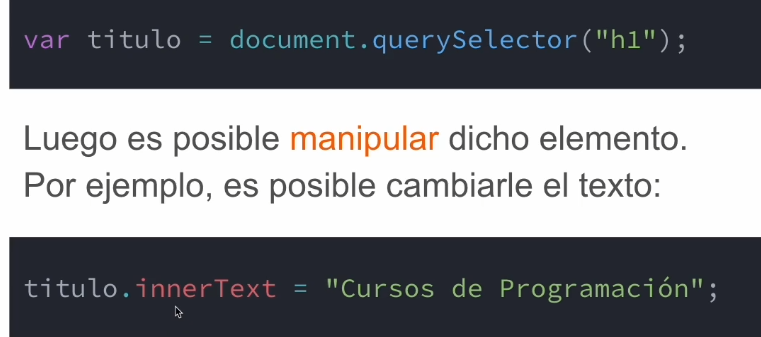 var titulo = document.querySelector("h1");
Luego es posible manipular dicho elemento.
Por ejemplo, es posible cambiarle el texto:
titulo.innerText = "Cursos de Programación";